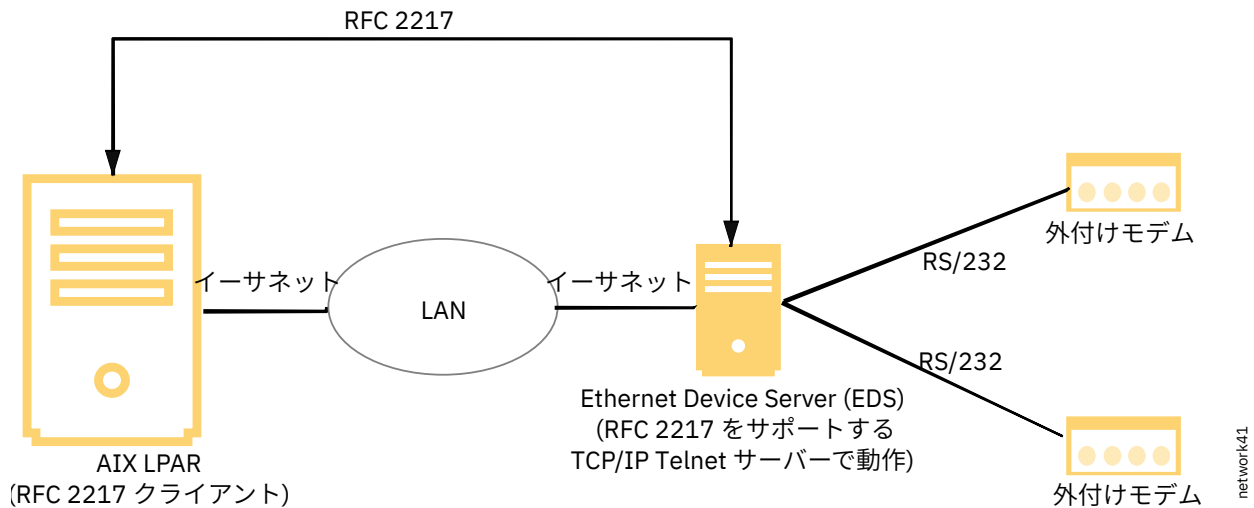 RFC 2217
イーサネット
イーサネット
LAN
RS/232
RS/232
外付けモデム
外付けモデム
AIX LPAR
(RFC 2217 クライアント)
Ethernet Device Server (EDS)
(RFC 2217 をサポートする
TCP/IP Telnet サーバーで動作)
network41